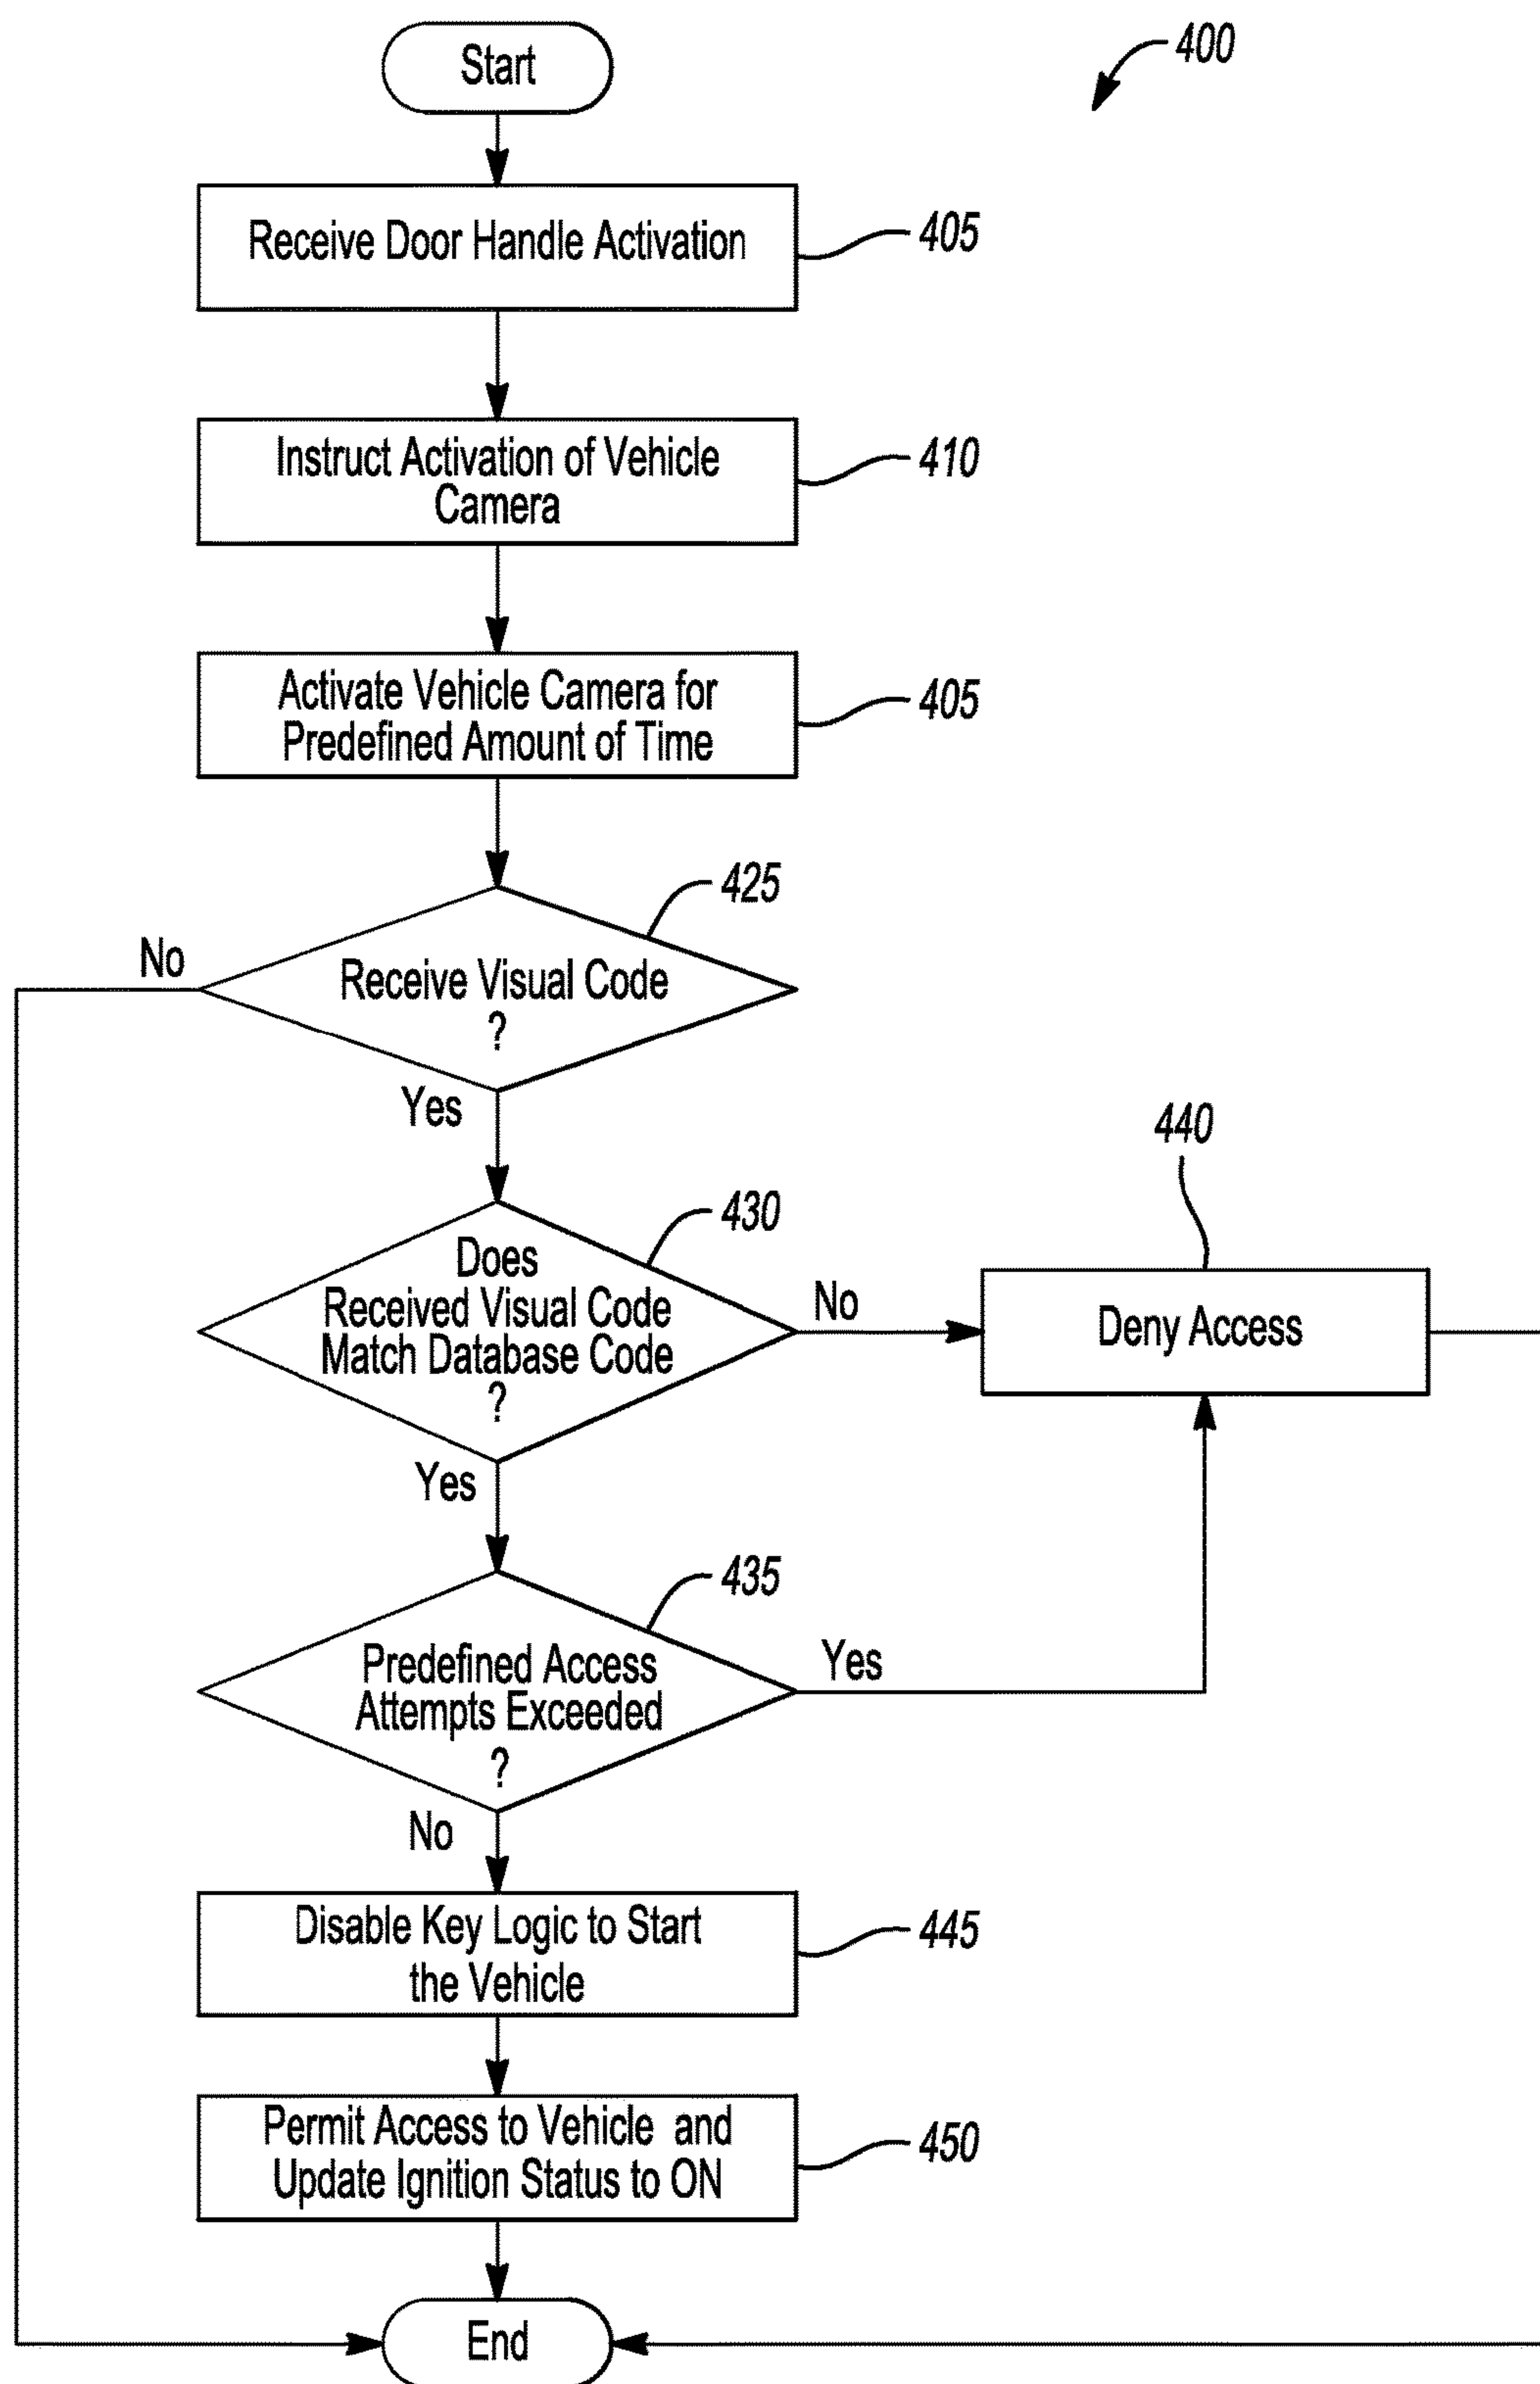 Start
400
Receive Door Handle Activation
405
Instruct Activation of Vehicle
Camera
410
Activate Vehicle Camera for
Predefined Amount of Time
405
425
No
Receive Visual Code
?
Yes
440
430
Does
Received Visual Code
Match Database Code
?
No
Deny Access
Yes
435
Predefined Access
Attempts Exceeded
?
Yes
No
Disable Key Logic to Start
the Vehicle
445
Permit Access to Vehicle and
Update Ignition Status to ON
450
End